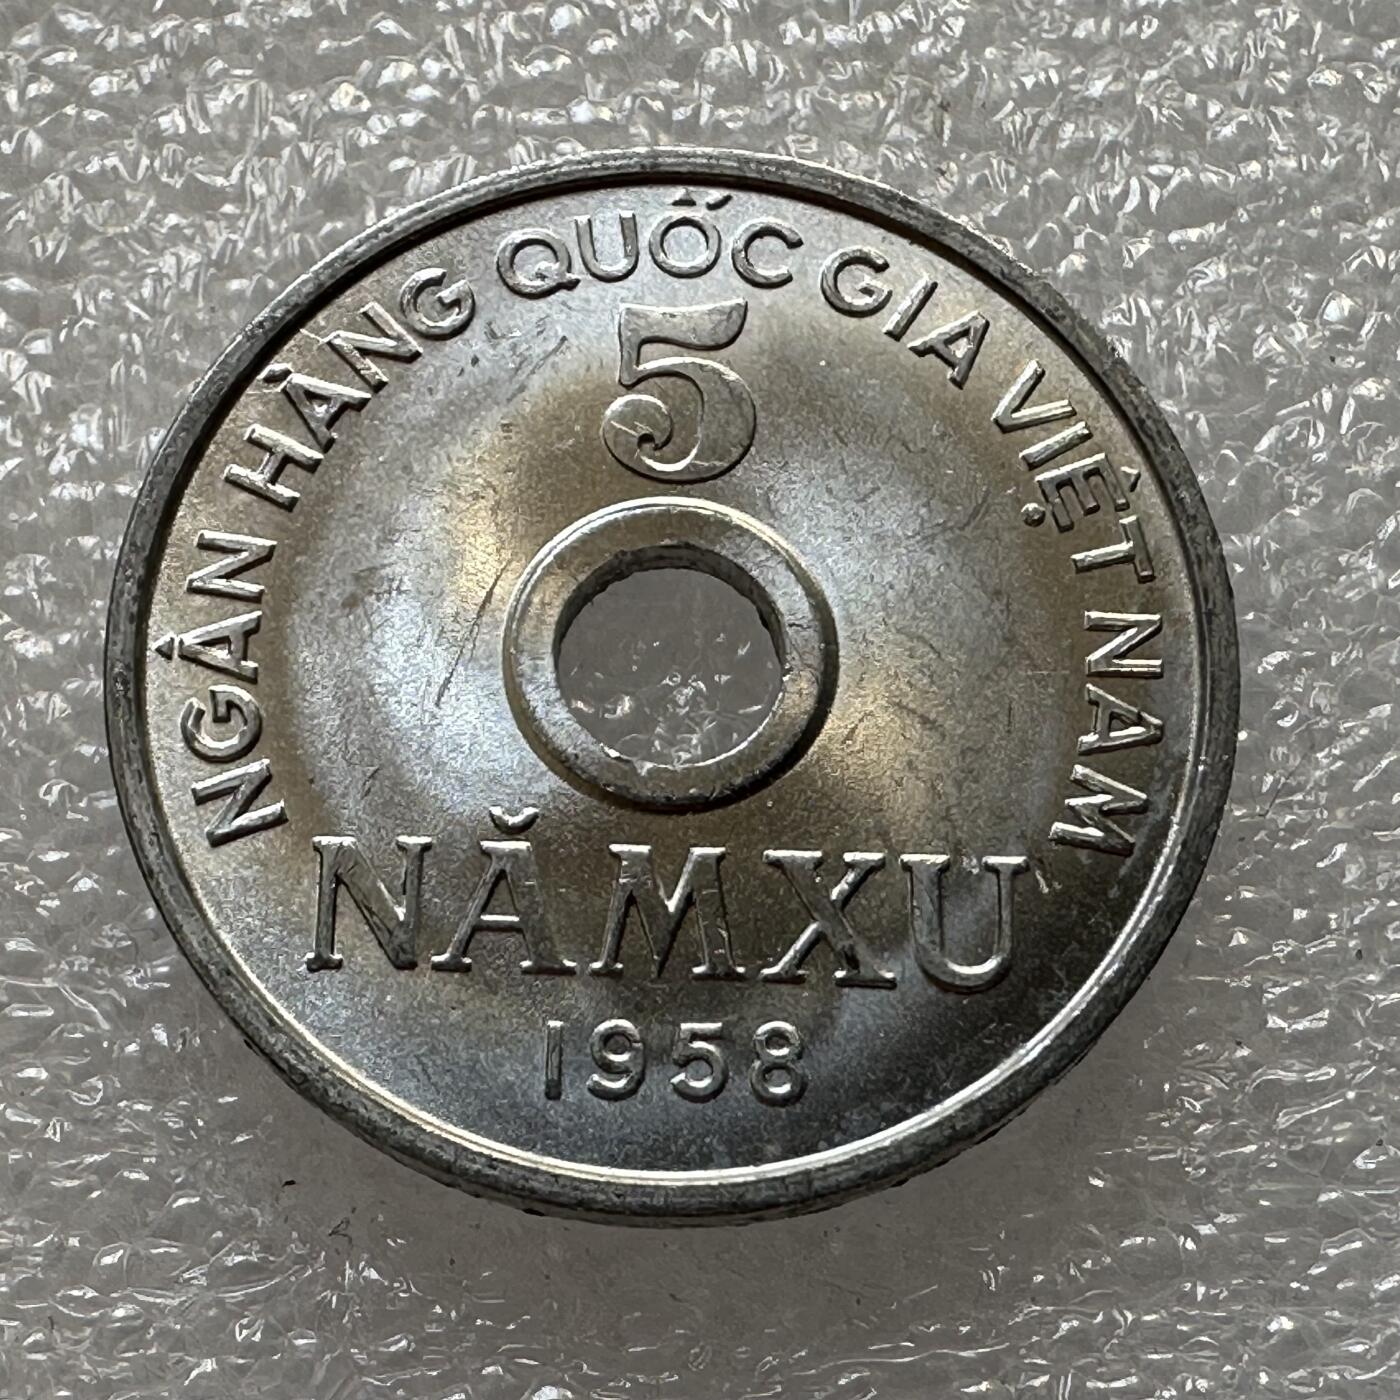 NGÂN HÀNG QUỐC GIA VIỆT NAM
5
NĂM XU
1958